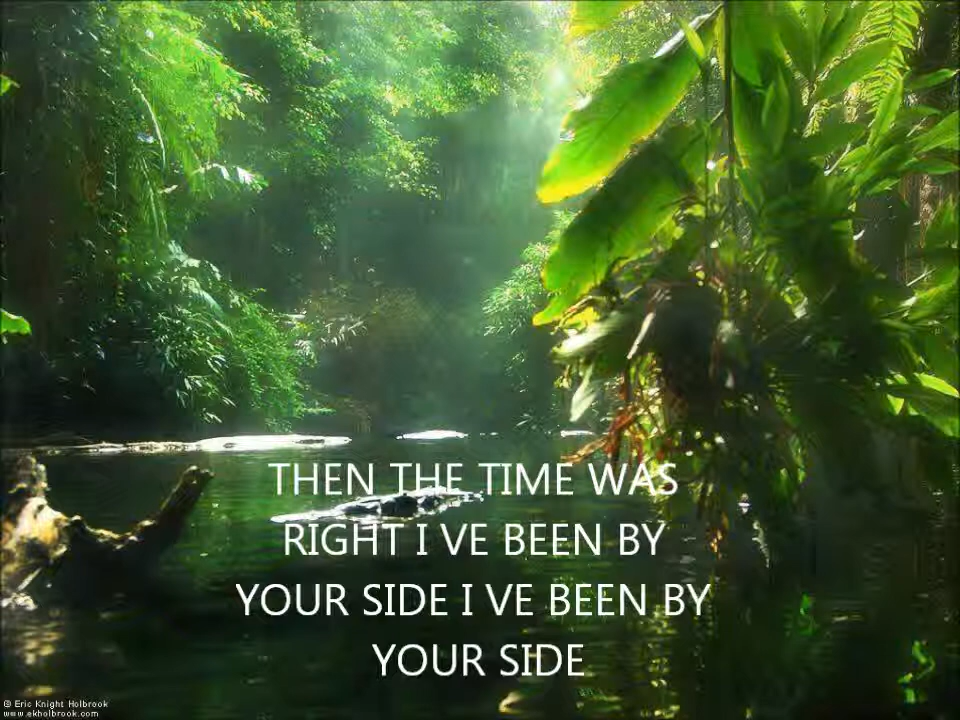 THEN THE TIME WAS
RIGHT I VE BEEN BY
YOUR SIDE I VE BEEN BY
YOUR SIDE
© Eric Knight Holbrook
www.ekholbrook.com